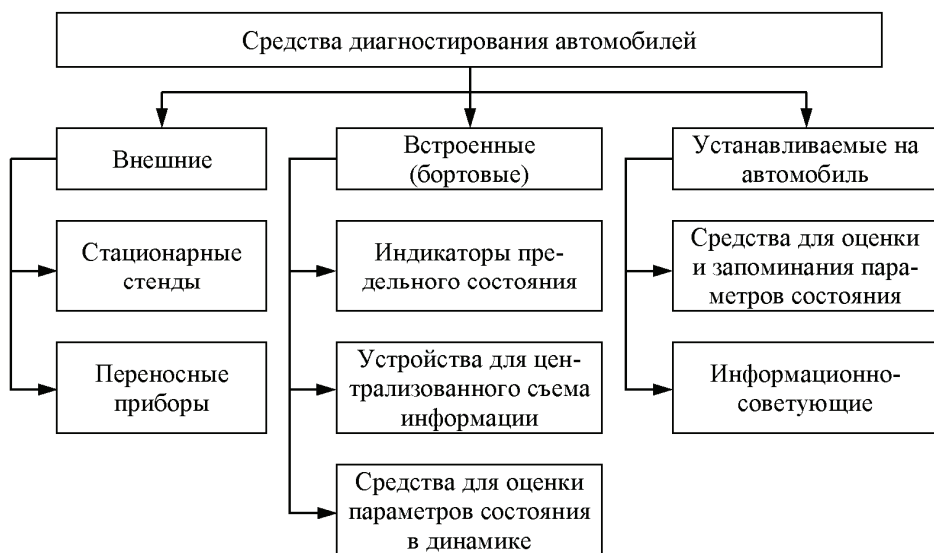 Средства диагностирования автомобилей
Внешние
Встроенные
(бортовые)
Устанавливаемые на
автомобиль
Стационарные
стенды
Индикаторы пре-
дельного состояния
Средства для оценки
и запоминания пара-
метров состояния
Переносные
приборы
Устройства для цен-
трализованного съема
информации
Информационно-
советующие
Средства для оценки
параметров состояния
в динамике